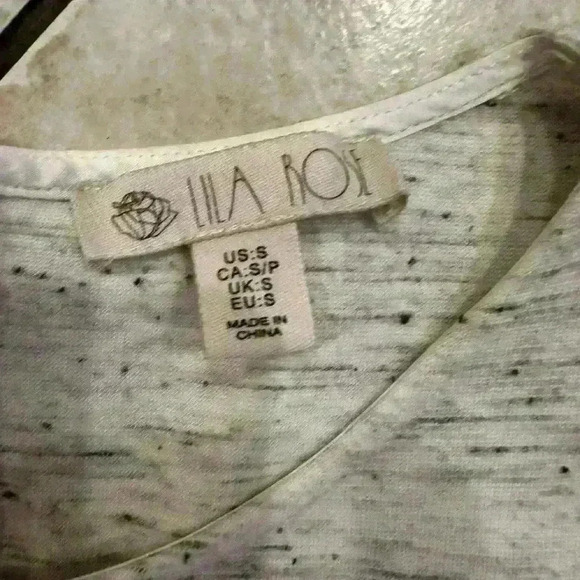 LILA ROSE
US:S
CA:S/P
UK:S
EU:S
MADE IN
CHINA